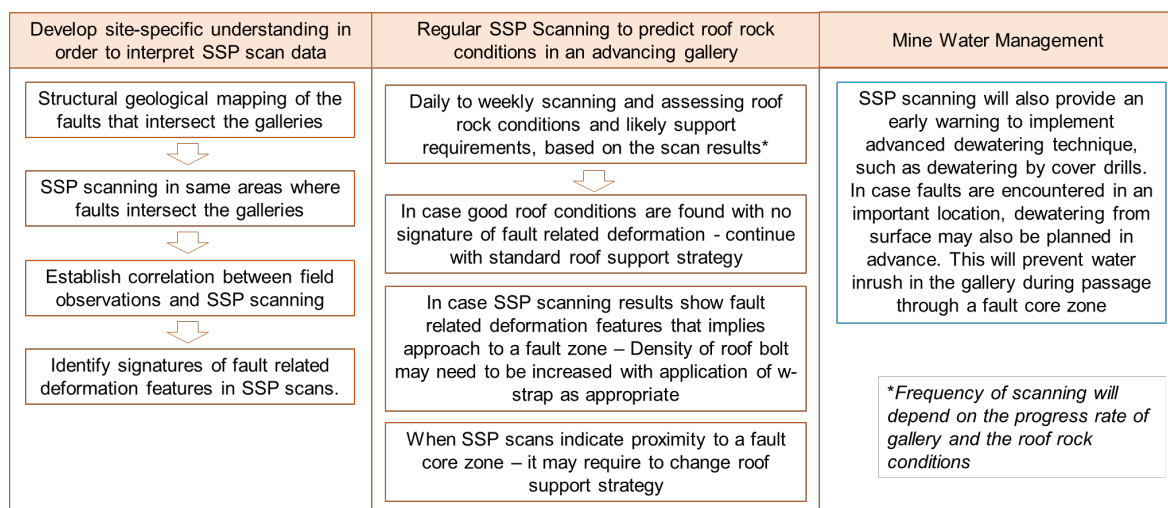 Develop site-specific understanding in
order to interpret SSP scan data
Structural geological mapping of the
faults that intersect the galleries
SSP scanning in same areas where
faults intersect the galleries
Establish correlation between field
observations and SSP scanning
Identify signatures of fault related
deformation features in SSP scans.
Regular SSP Scanning to predict roof rock
conditions in an advancing gallery
Daily to weekly scanning and assessing roof
rock conditions and likely support
requirements, based on the scan results*
In case good roof conditions are found with no
signature of fault related deformation - continue
with standard roof support strategy
In case SSP scanning results show fault
related deformation features that implies
approach to a fault zone – Density of roof bolt
may need to be increased with application of w-
strap as appropriate
When SSP scans indicate proximity to a fault
core zone – it may require to change roof
support strategy
Mine Water Management
SSP scanning will also provide an
early warning to implement
advanced dewatering technique,
such as dewatering by cover drills.
In case faults are encountered in an
important location, dewatering from
surface may also be planned in
advance. This will prevent water
inrush in the gallery during passage
through a fault core zone
*Frequency of scanning will
depend on the progress rate of
gallery and the roof rock
conditions